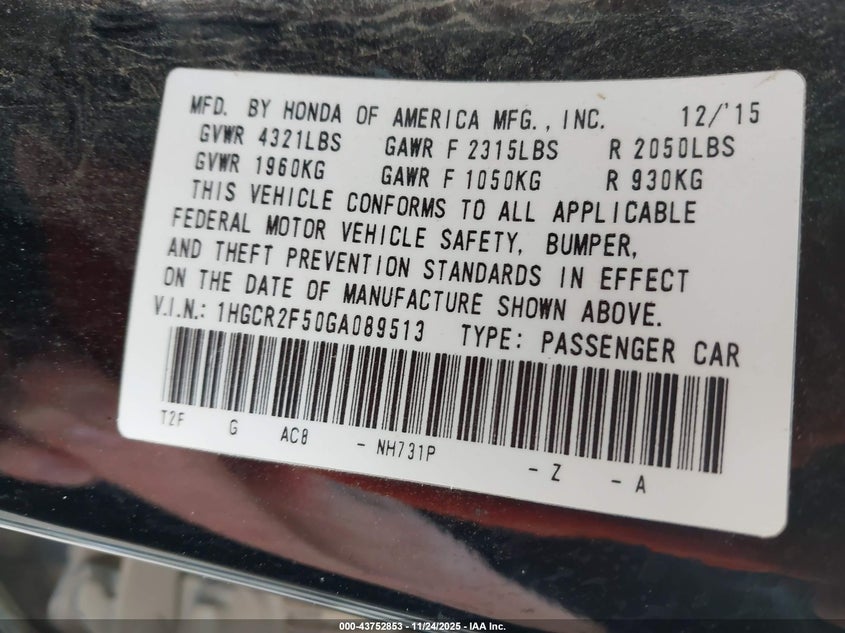 MFD. BY HONDA OF AMERICA MFG., INC. 12/'15
GVWR 4321LBS GAWR F 2315LBS R 2050LBS
GVWR 1960KG GAWR F 1050KG R 930KG
THIS VEHICLE CONFORMS TO ALL APPLICABLE
FEDERAL MOTOR VEHICLE SAFETY, BUMPER,
AND THEFT PREVENTION STANDARDS IN EFFECT
ON THE DATE OF MANUFACTURE SHOWN ABOVE.
V.I.N.: 1HGCR2F50GA089513 TYPE: PASSENGER CAR
T2F G AC8 - NH731P - Z - A
000-43752853 - 11/24/2025 - IAA Inc.